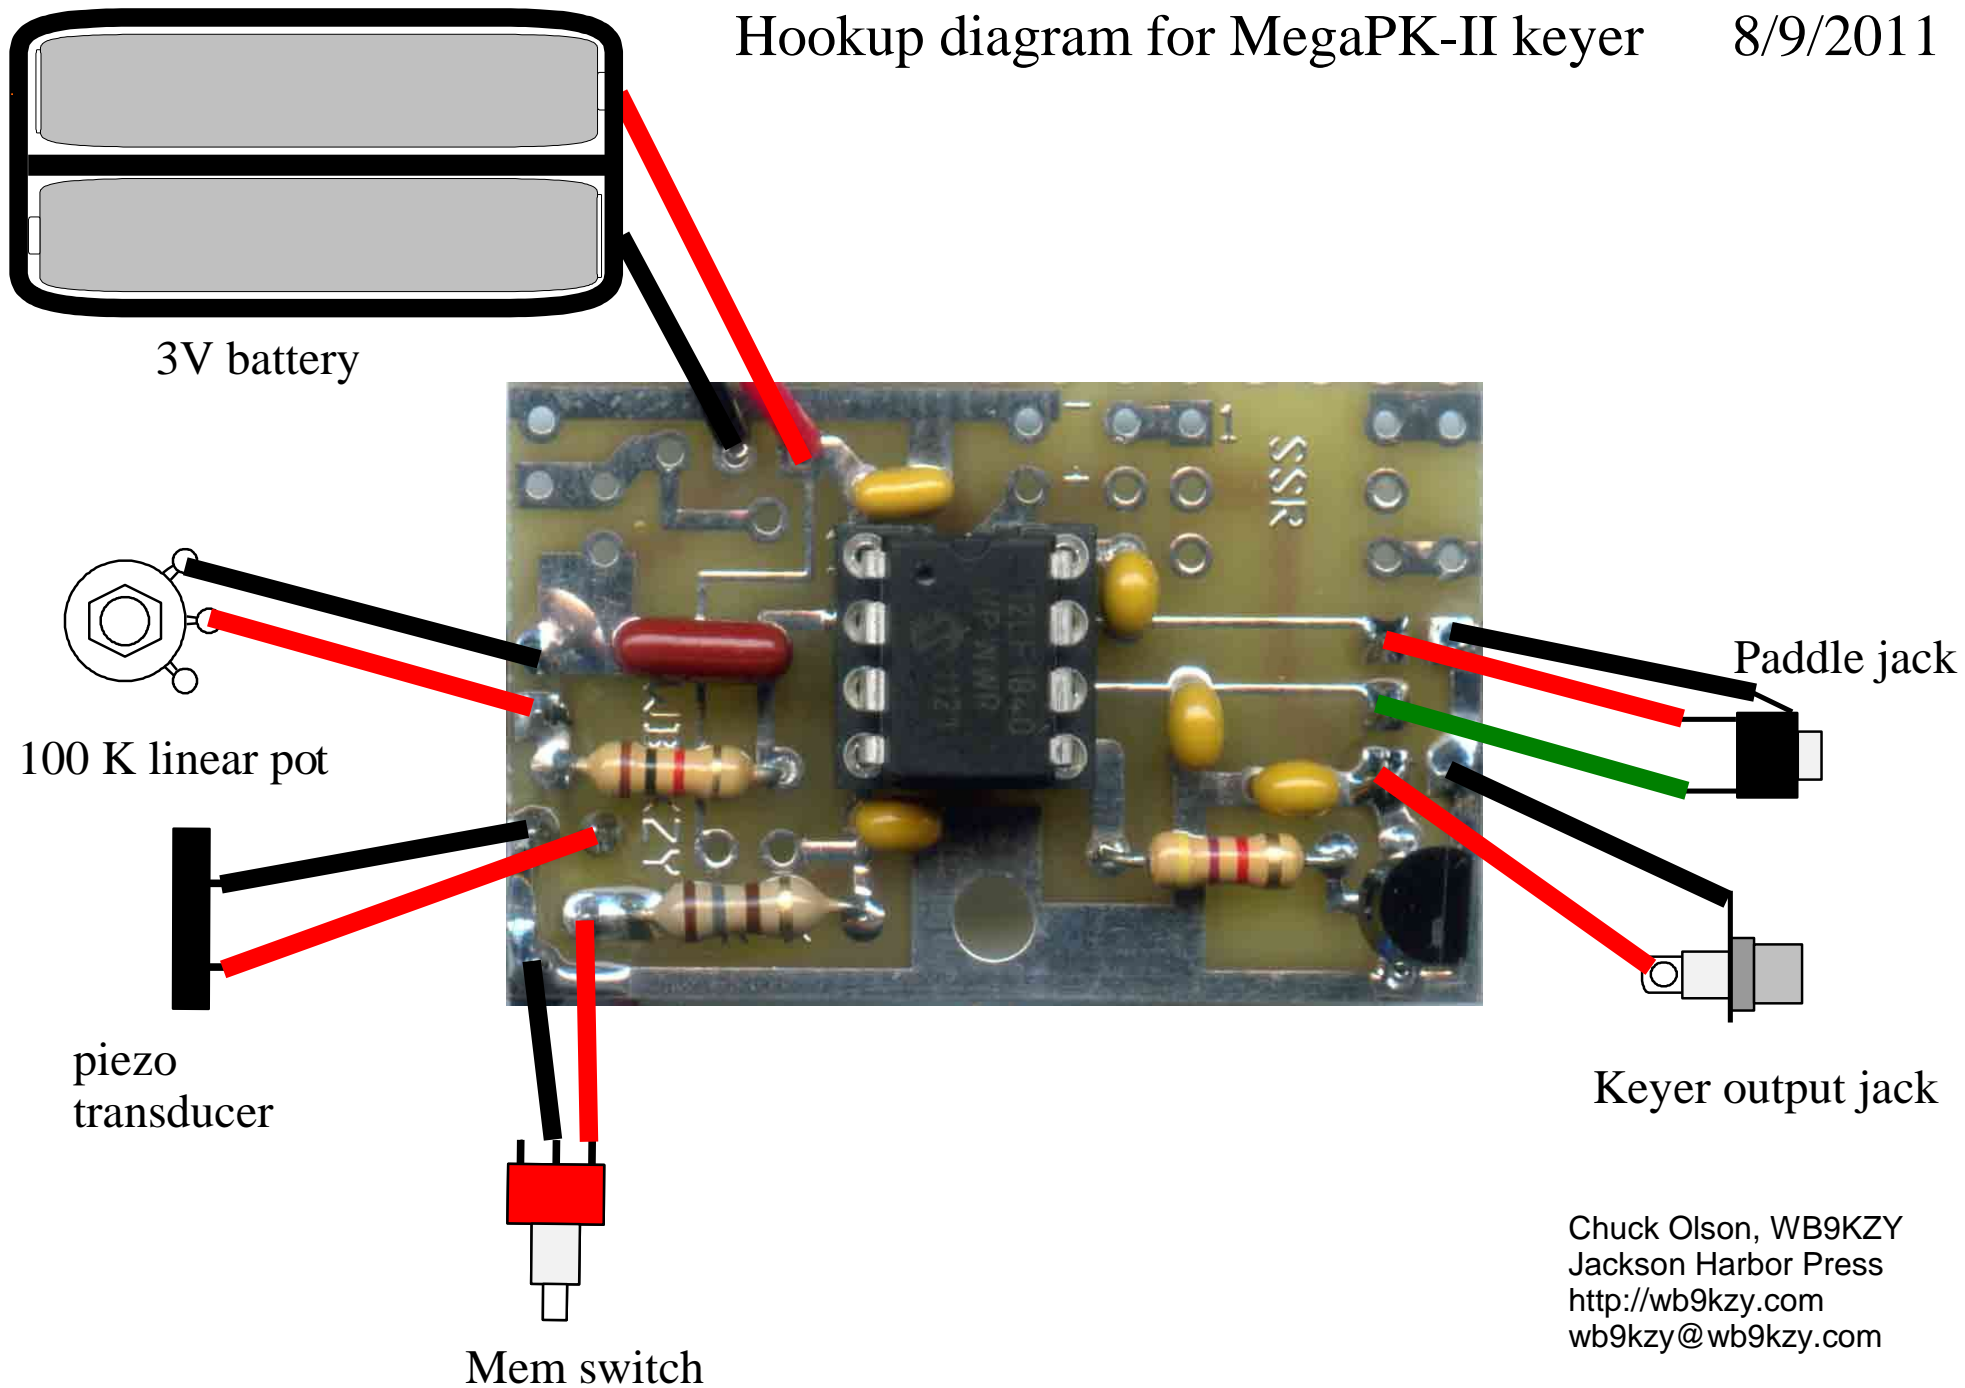 Hookup diagram for MegaPK-II keyer 8/9/2011
3V battery
1
SSR
Paddle jack
100 K linear pot
piezo
transducer
Keyer output jack
Mem switch
Chuck Olson, WB9KZY
Jackson Harbor Press
http://wb9kzy.com
wb9kzy@wb9kzy.com